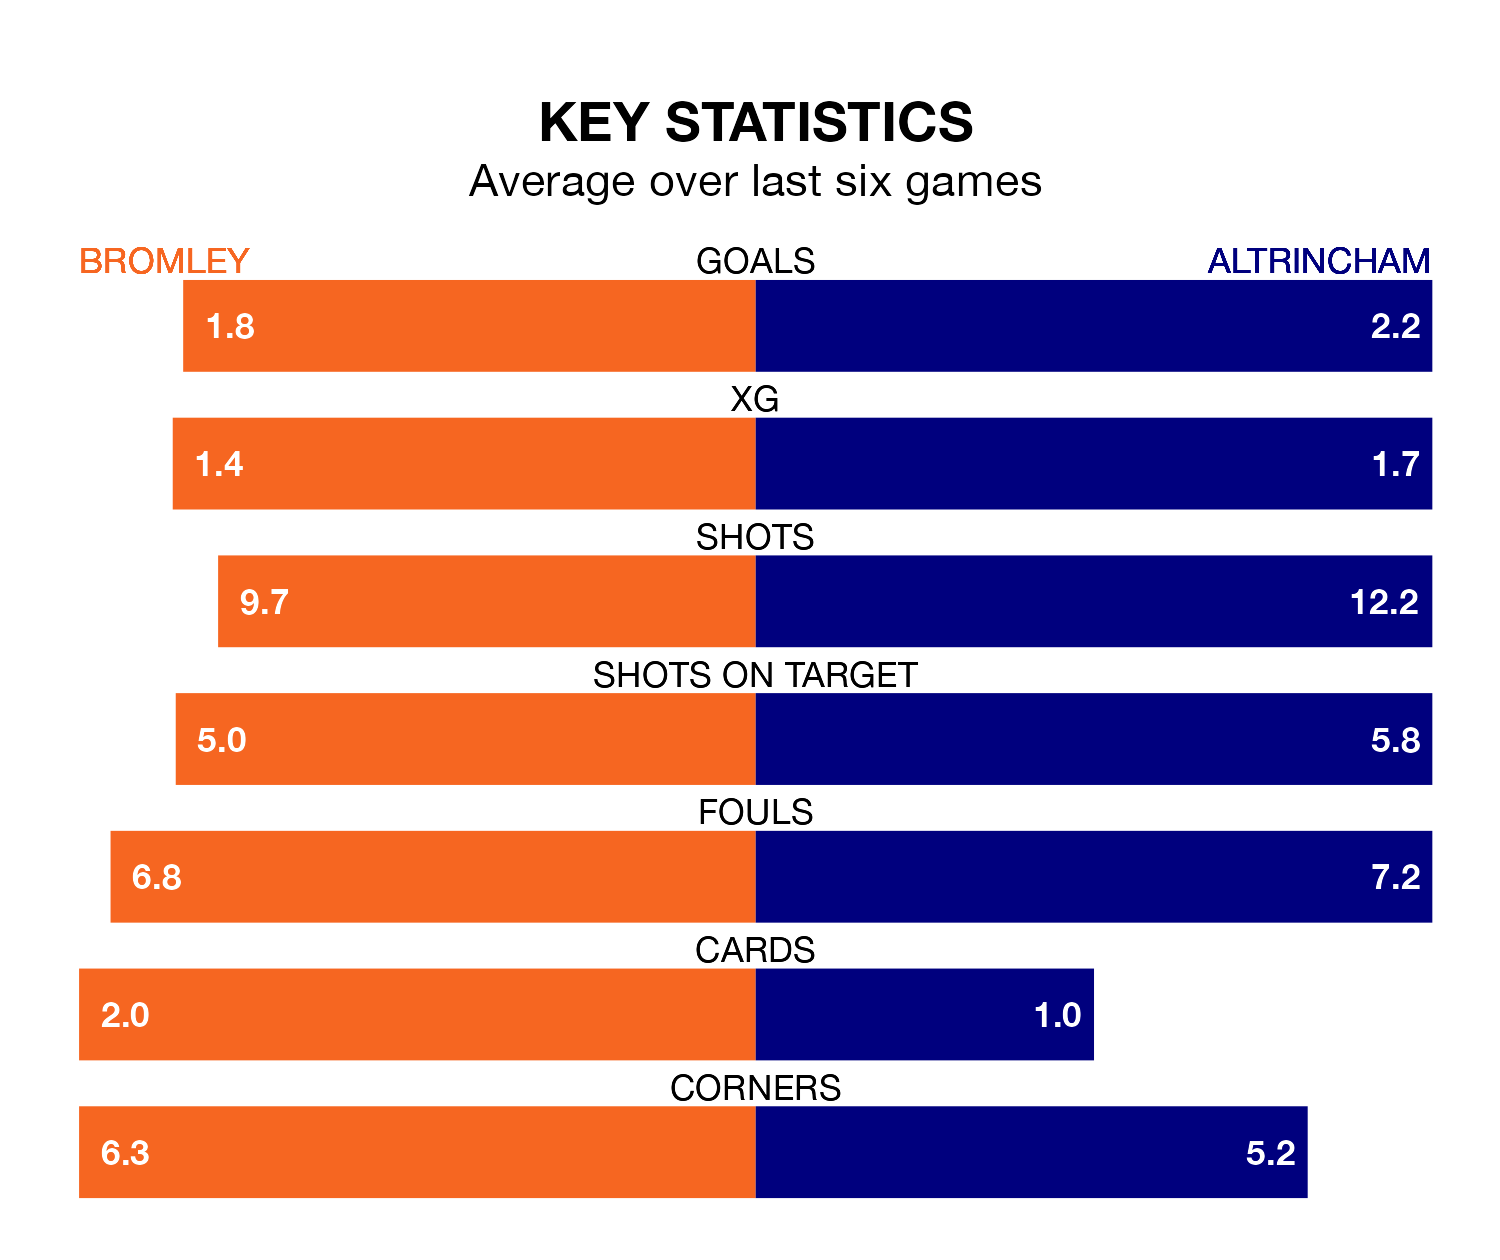 KEY STATISTICS
Average over last six games
BROMLEY GOALS ALTRINCHAM
1.8 2.2
XG
1.4 1.7
SHOTS
9.7 12.2
SHOTS ON TARGET
5.0 5.8
FOULS
6.8 7.2
CARDS
2.0 1.0
CORNERS
6.3 5.2